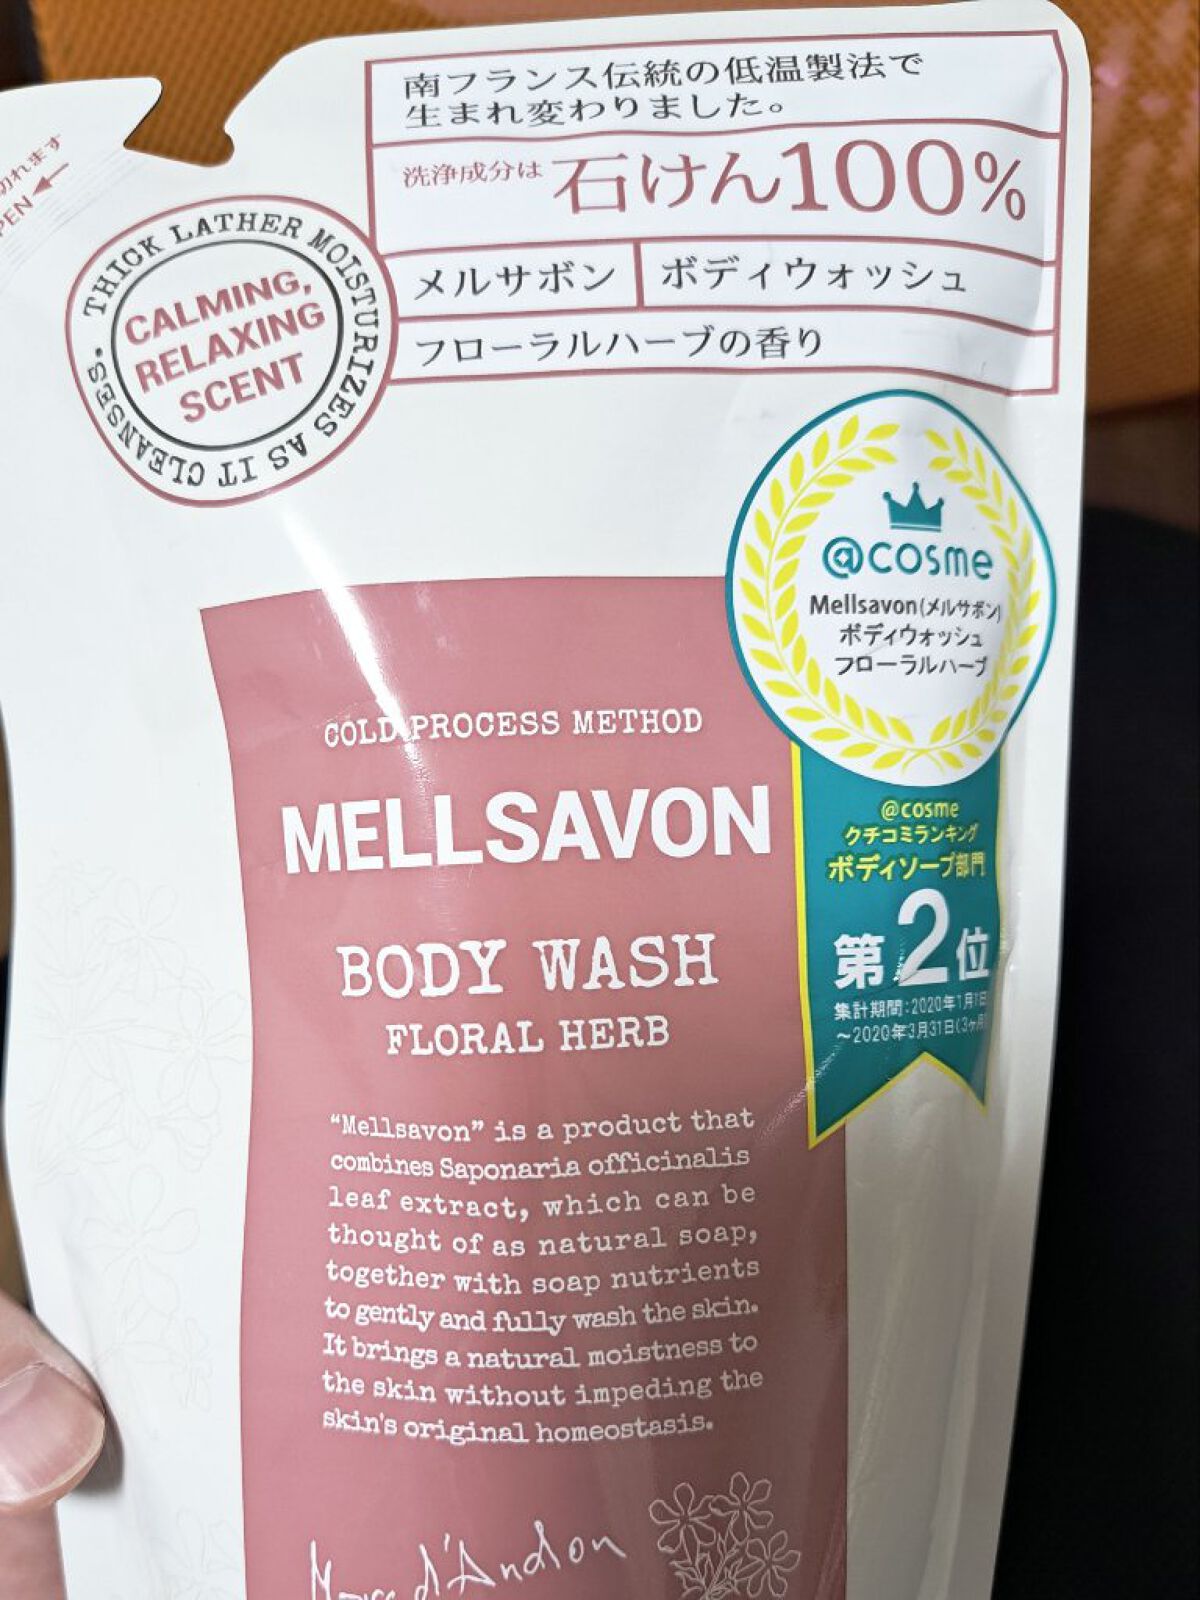 南フランス伝統の低温製法で
生まれ変わりました。
洗浄成分は 石けん100%
メルサボン ボディウォッシュ
フローラルハーブの香り
切れます
PEN
THICK LATHER MOISTURIZES AS IT CLEANSES.
CALMING,
RELAXING
SCENT
@cosme
Mellsavon(メルサボン)
ボディウォッシュ
フローラルハーブ
@cosme
クチコミランキング
ボディソープ部門
第2位
集計期間:2020年1月1日
～2020年3月31日(3ヶ月)
COLD PROCESS METHOD
MELLSAVON
BODY WASH
FLORAL HERB
“Mellsavon” is a product that
combines Saponaria officinalis
leaf extract, which can be
thought of as natural soap,
together with soap nutrients
to gently and fully wash the skin.
It brings a natural moistness to
the skin without impeding the
skin's original homeostasis.
d'Andon